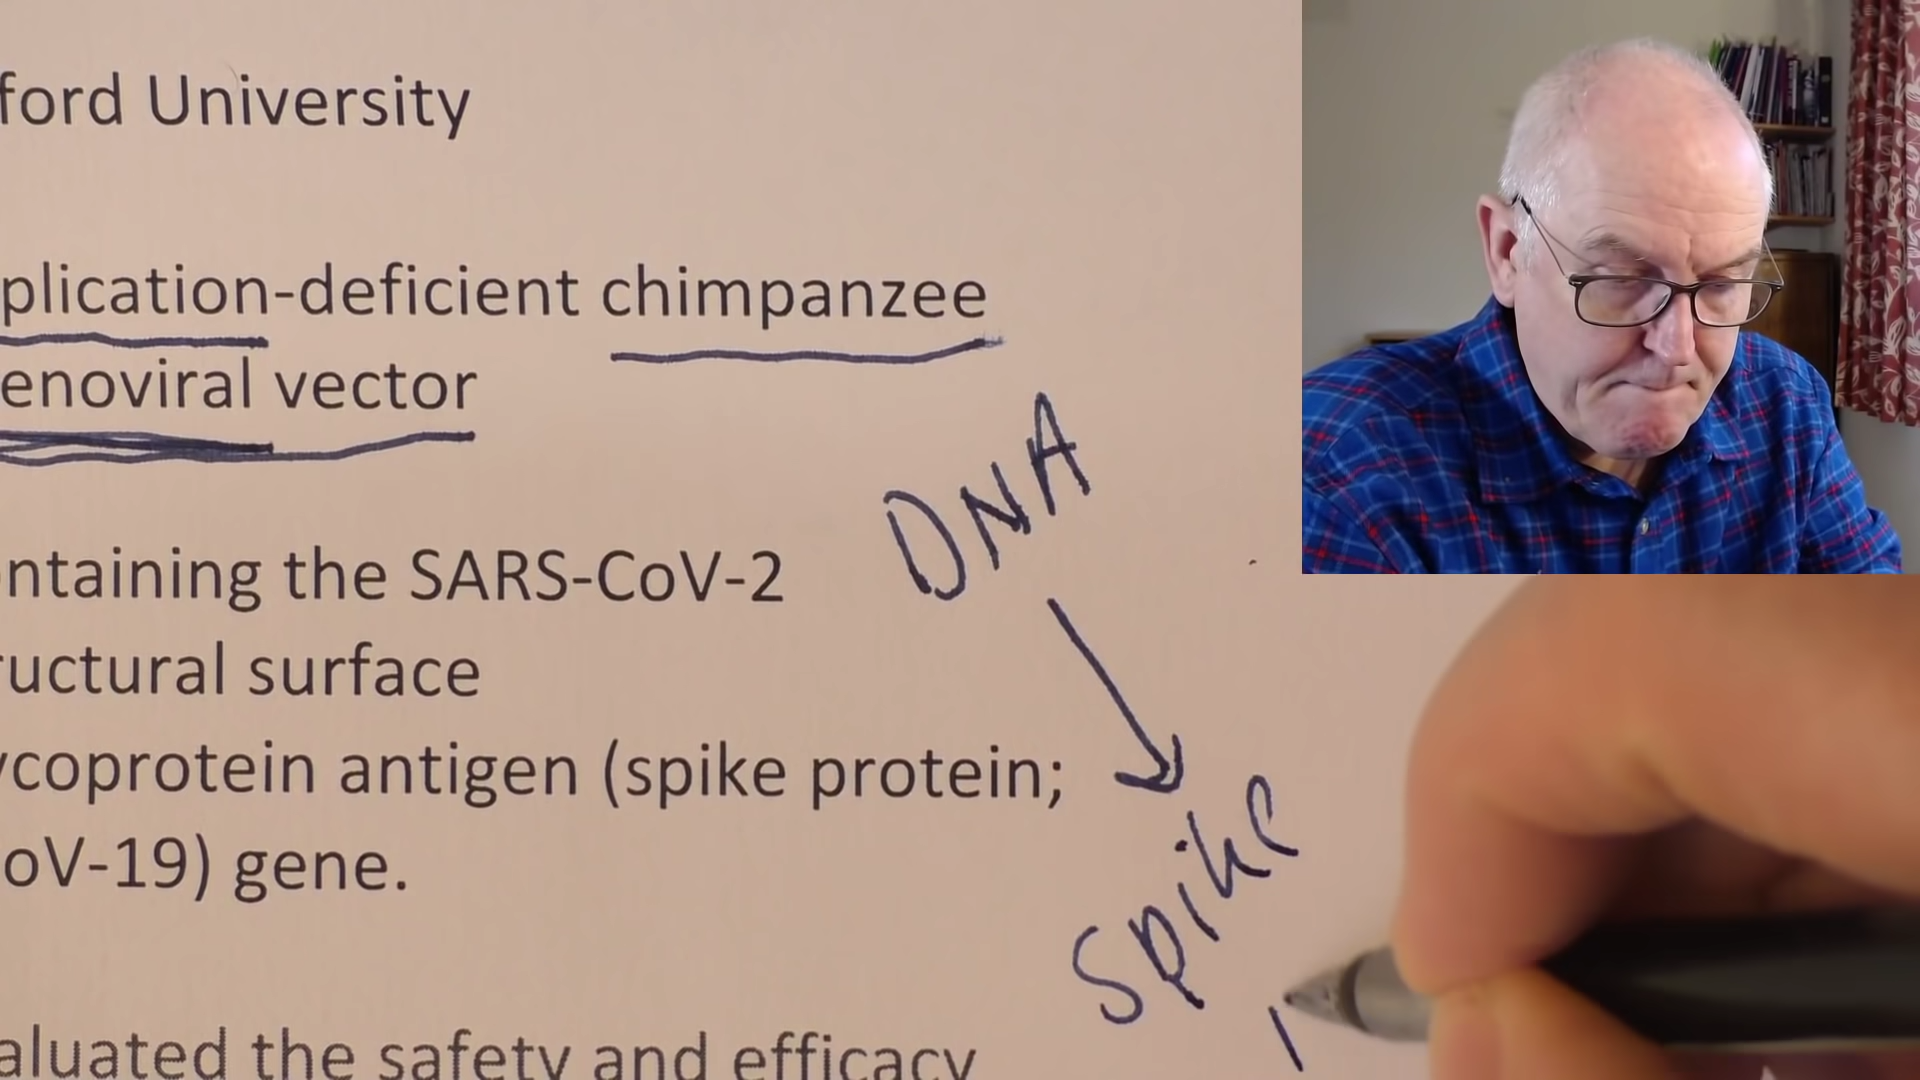 ford University
plication-deficient chimpanzee
enoviral vector
DNA
ntaining the SARS-CoV-2
ructural surface
ycoprotein antigen (spike protein;
oV-19) gene.
Spike
aluated the safety and efficacy